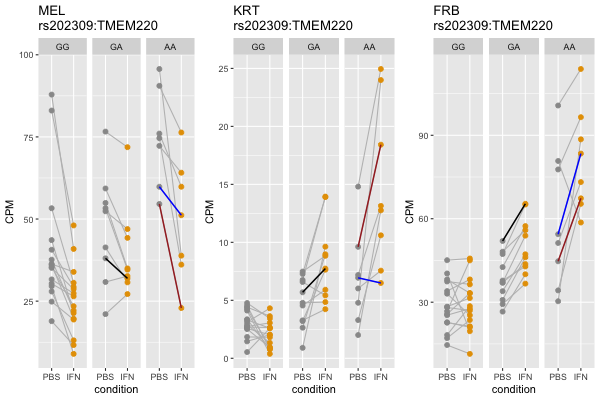 MEL
rs202309:TMEM220
GG GA AA
CPM
100
75
50
25
PBS IFN PBS IFN PBS IFN
condition
KRT
rs202309:TMEM220
GG GA AA
CPM
25
20
15
10
5
0
PBS IFN PBS IFN PBS IFN
condition
FRB
rs202309:TMEM220
GG GA AA
CPM
90
60
30
PBS IFN PBS IFN PBS IFN
condition